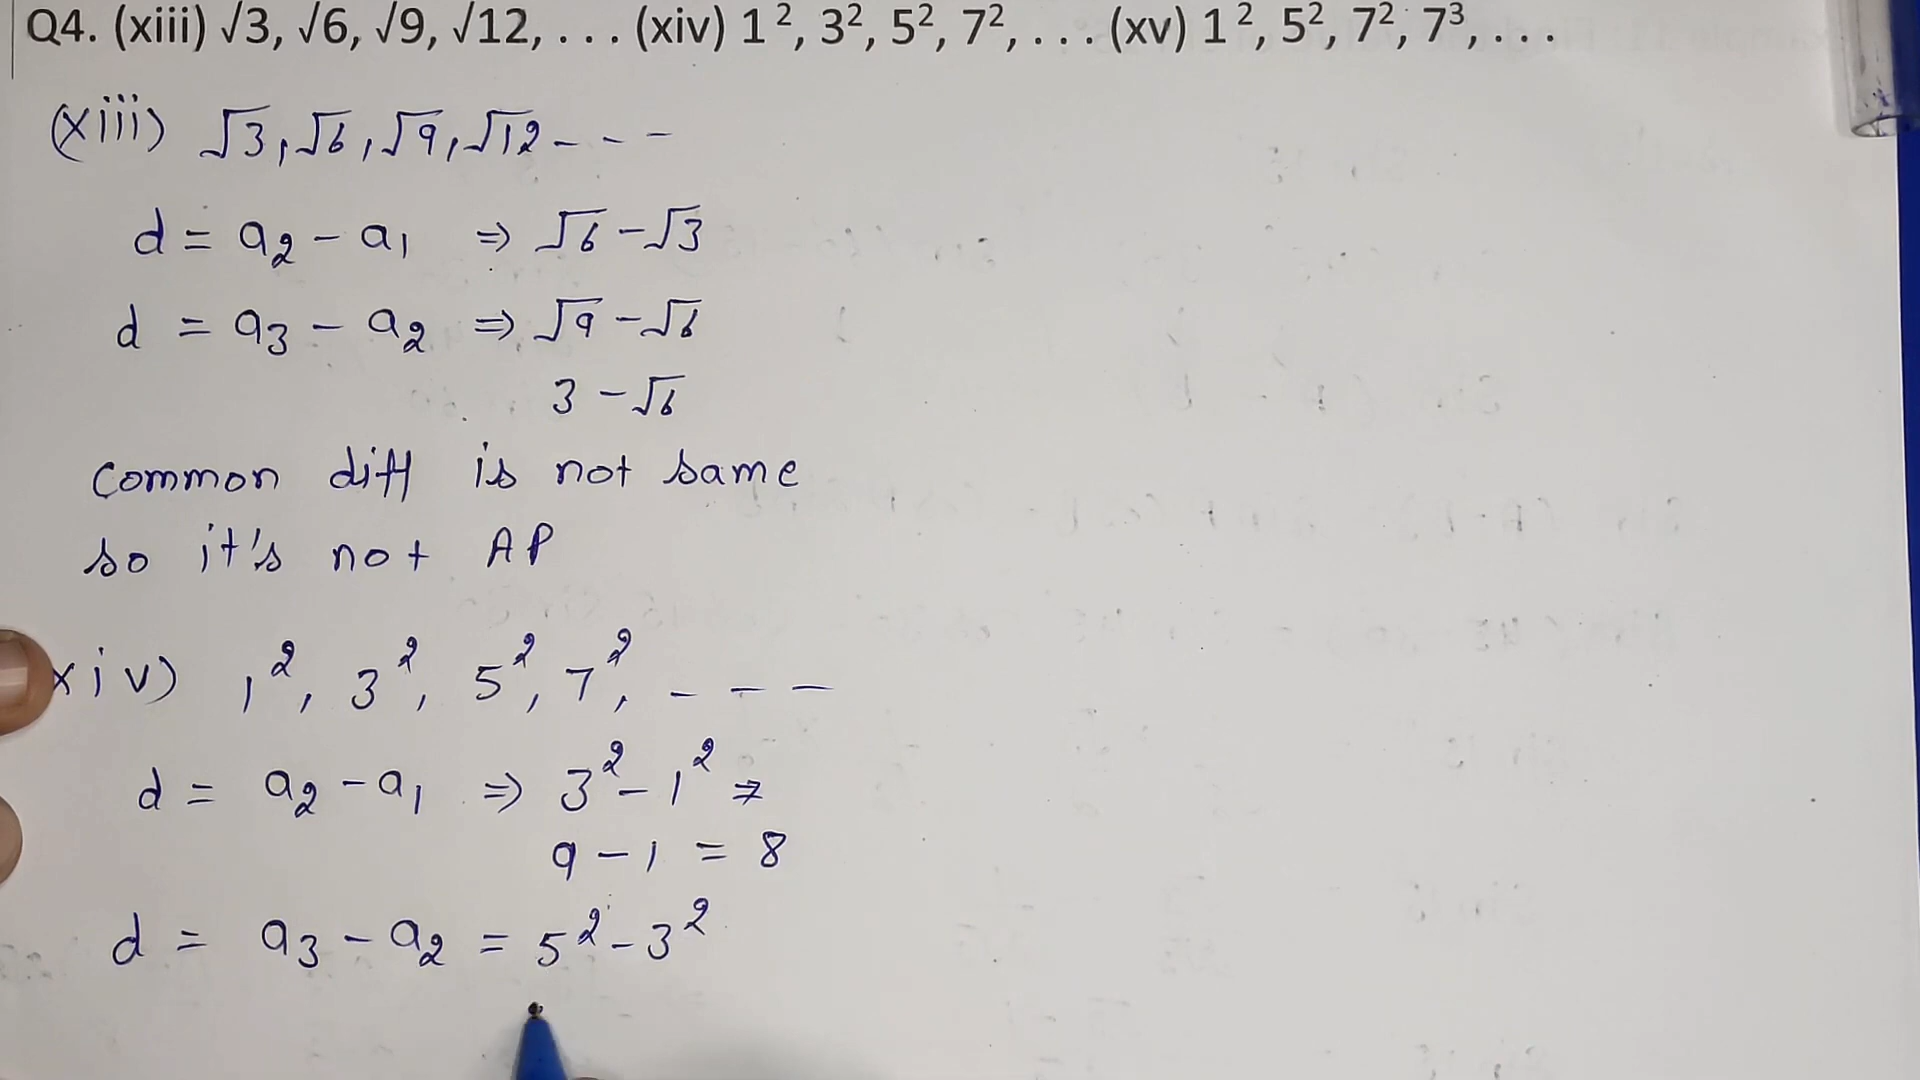 Q4. (xiii) √3, √6, √9, √12, . . . (xiv) 1², 3², 5², 7², . . . (xv) 1², 5², 7², 7³, . . .
(xiii) √3, √6, √9, √12 - - -
d = a₂ - a₁ ⇒ √6 - √3
d = a₃ - a₂ ⇒ √9 - √6
3 - √6
Common diff is not same
so it's not AP
xiv) 1², 3², 5², 7², - - -
d = a₂ - a₁ ⇒ 3² - 1² ⇒
9 - 1 = 8
d = a₃ - a₂ = 5² - 3²